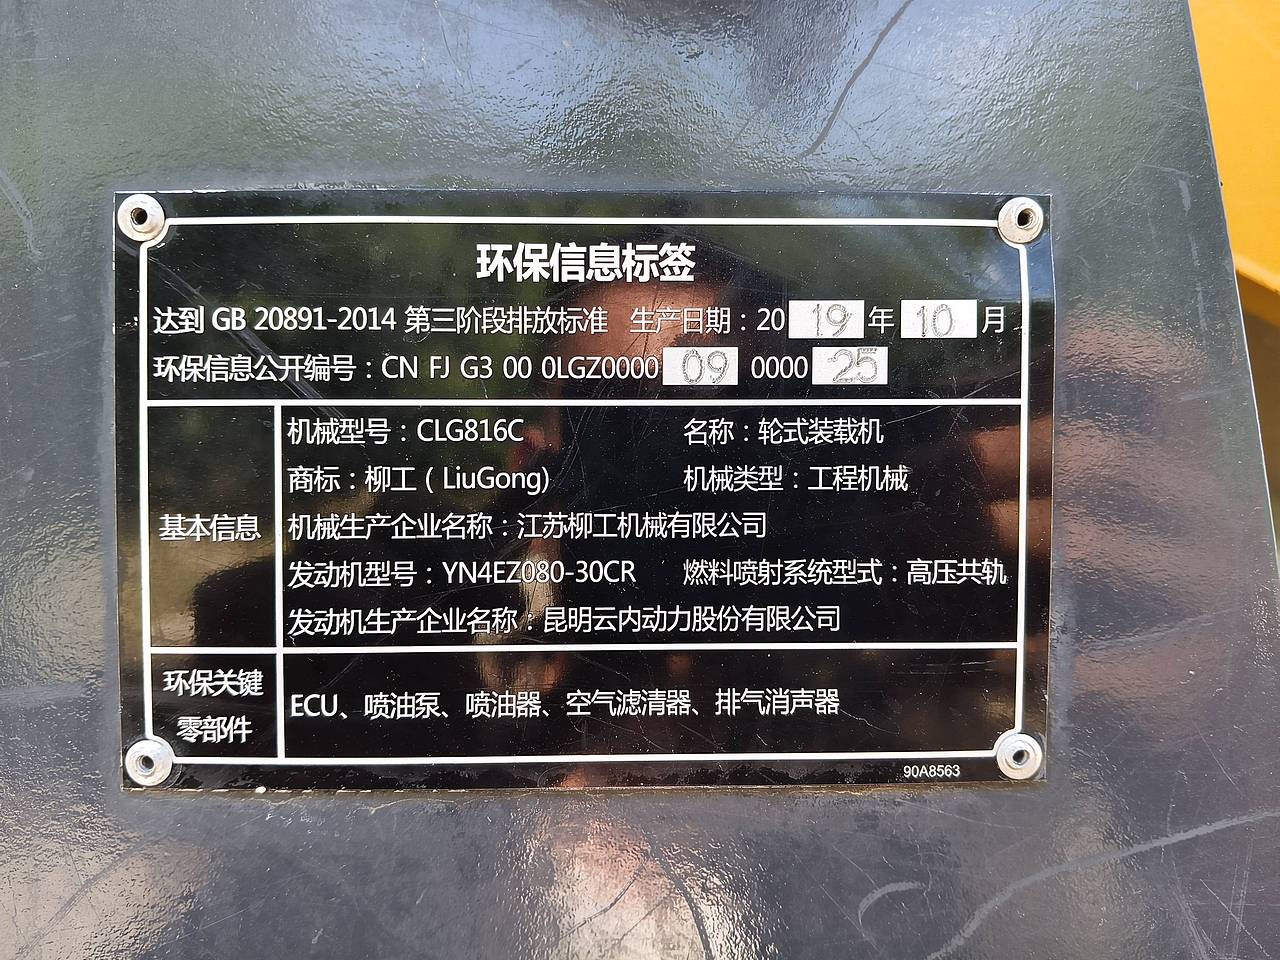 环保信息标签
达到 GB 20891-2014 第三阶段排放标准 生产日期：2019年10月
环保信息公开编号：CN FJ G3 00 0LGZ0000 09 0000 25
机械型号：CLG816C 名称：轮式装载机
商标：柳工（LiuGong) 机械类型：工程机械
基本信息 机械生产企业名称：江苏柳工机械有限公司
发动机型号：YN4EZ080-30CR 燃料喷射系统型式：高压共轨
发动机生产企业名称：昆明云内动力股份有限公司
环保关键
零部件
ECU、喷油泵、喷油器、空气滤清器、排气消声器
90A8563